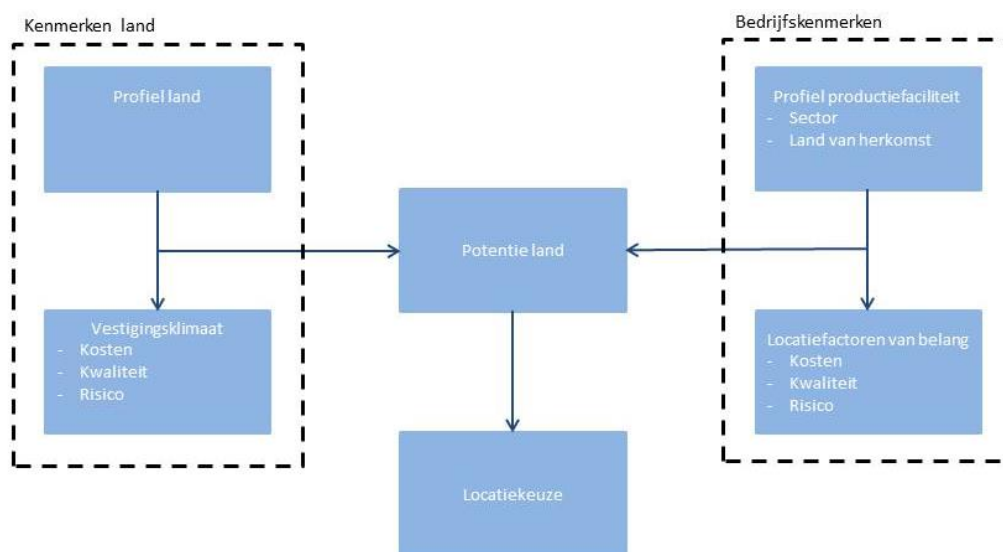 Kenmerken land
Profiel land
Vestigingsklimaat
- Kosten
- Kwaliteit
- Risico
Potentie land
Locatiekeuze
Bedrijfskenmerken
Profiel productiefaciliteit
- Sector
- Land van herkomst
Locatiefactoren van belang
- Kosten
- Kwaliteit
- Risico